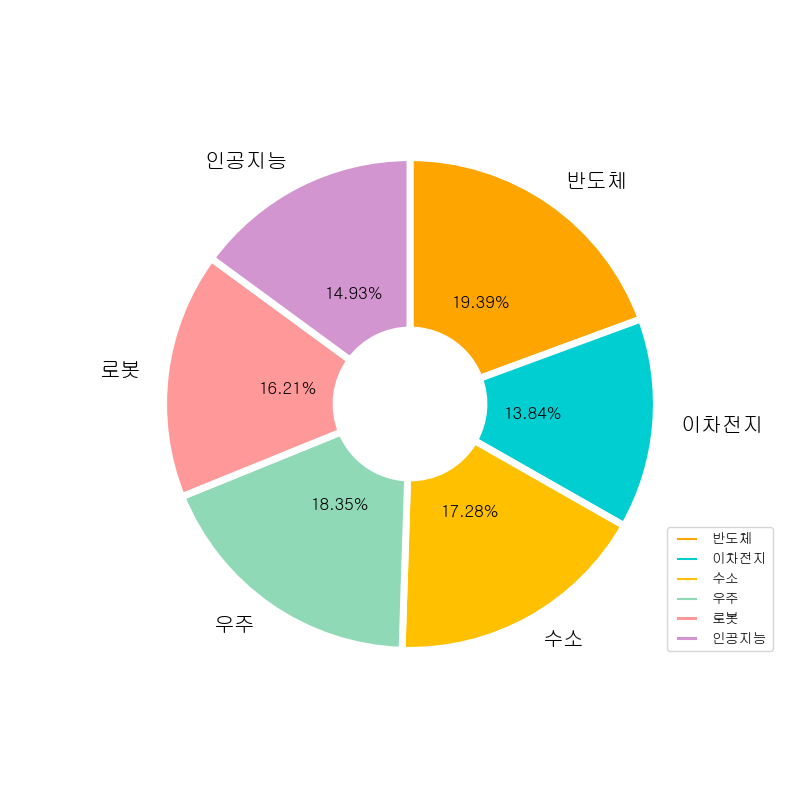 인공지능
반도체
14.93%
19.39%
로봇
16.21%
13.84%
이차전지
18.35%
17.28%
우주
수소
반도체
이차전지
수소
우주
로봇
인공지능